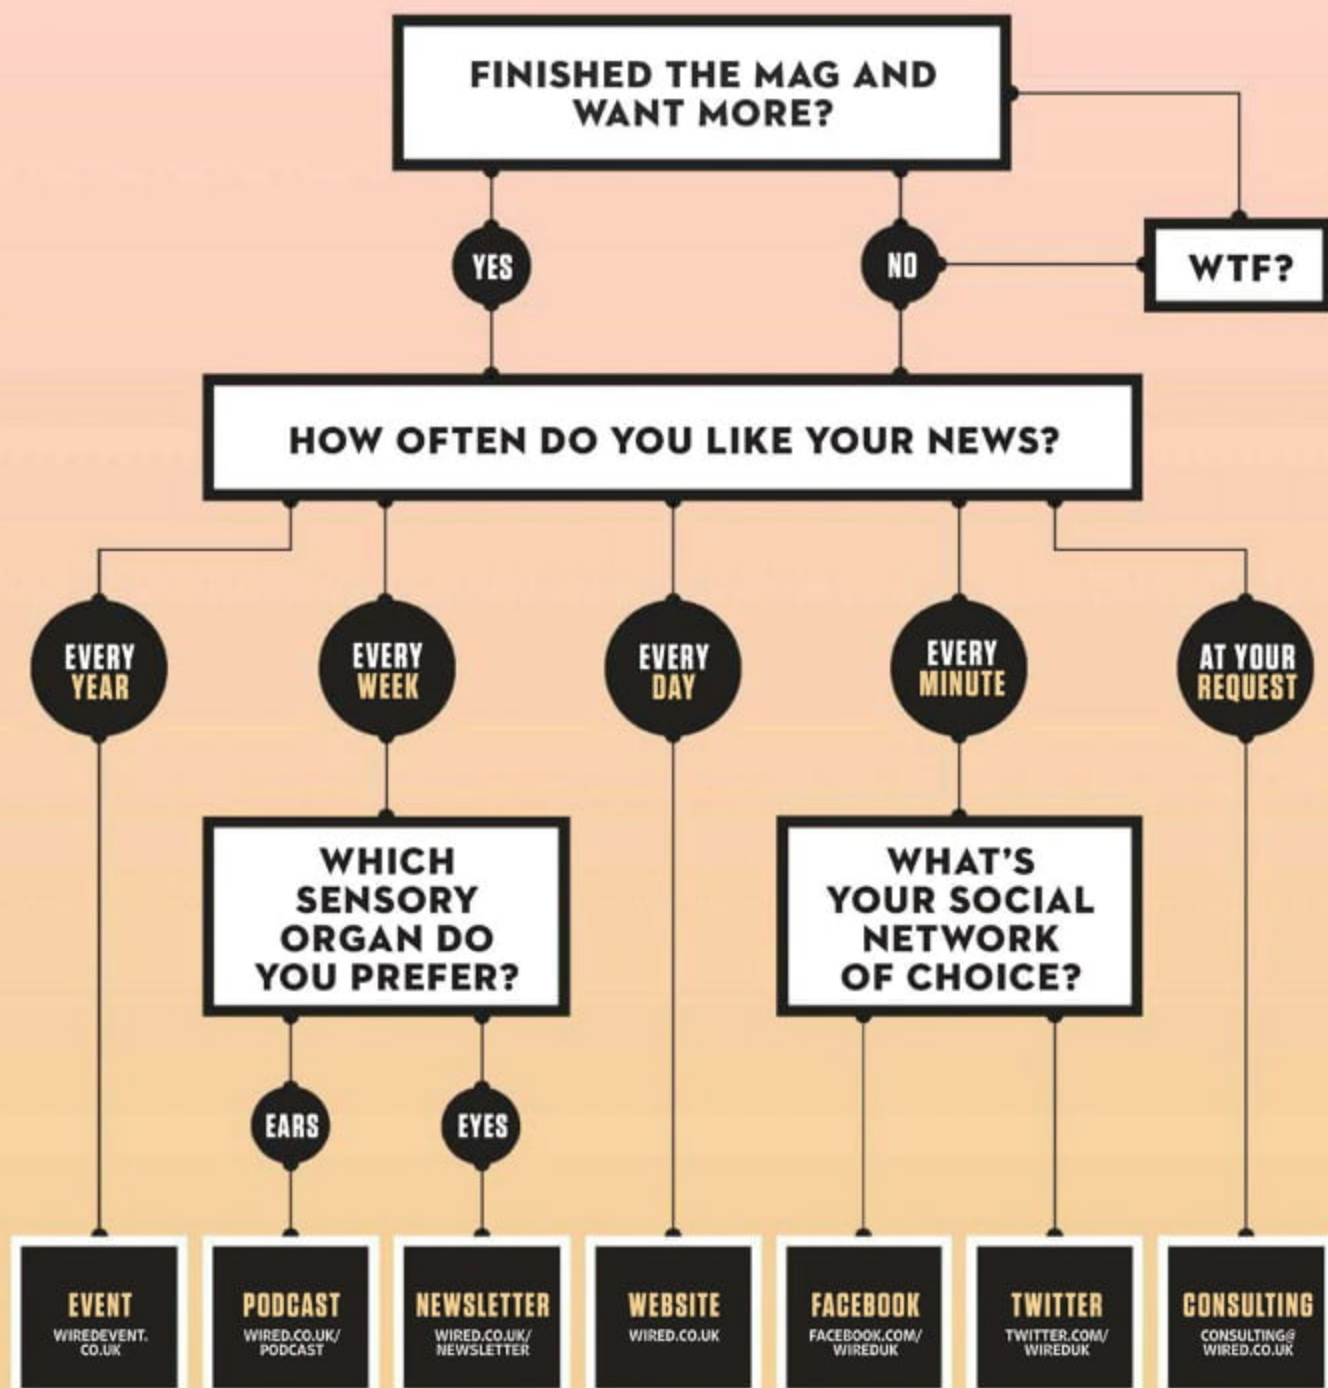 FINISHED THE MAG AND
WANT MORE?
YES
NO
WTF?
HOW OFTEN DO YOU LIKE YOUR NEWS?
EVERY
YEAR
EVERY
WEEK
EVERY
DAY
EVERY
MINUTE
AT YOUR
REQUEST
WHICH
SENSORY
ORGAN DO
YOU PREFER?
WHAT'S
YOUR SOCIAL
NETWORK
OF CHOICE?
EARS
EYES
EVENT
WIREDEVENT.
CO.UK
PODCAST
WIRED.CO.UK/
PODCAST
NEWSLETTER
WIRED.CO.UK/
NEWSLETTER
WEBSITE
WIRED.CO.UK
FACEBOOK
FACEBOOK.COM/
WIREDUK
TWITTER
TWITTER.COM/
WIREDUK
CONSULTING
CONSULTING@
WIRED.CO.UK